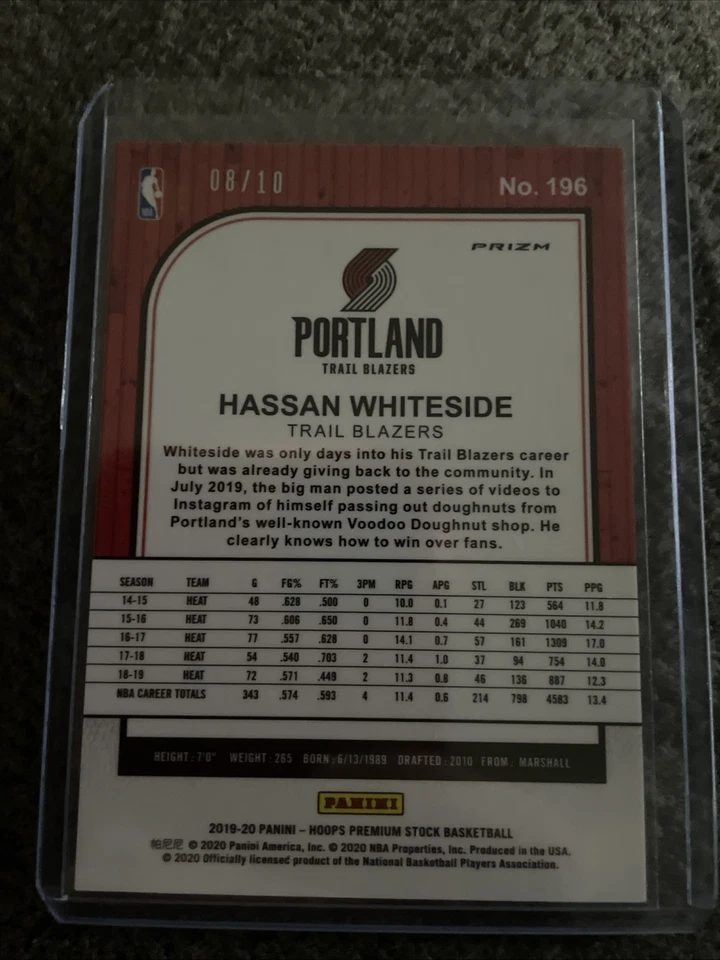 08/10
No. 196
NBA
PRIZM
PORTLAND
TRAIL BLAZERS
HASSAN WHITESIDE
TRAIL BLAZERS
Whiteside was only days into his Trail Blazers career
but was already giving back to the community. In
July 2019, the big man posted a series of videos to
Instagram of himself passing out doughnuts from
Portland's well-known Voodoo Doughnut shop. He
clearly knows how to win over fans.
SEASON TEAM G FG% FT% 3PM RPG APG STL BLK PTS PPG
14-15 HEAT 48 .628 .500 0 10.0 0.1 27 123 564 11.8
15-16 HEAT 73 .606 .650 0 11.8 0.4 44 269 1040 14.2
16-17 HEAT 77 .557 .628 0 14.1 0.7 57 161 1309 17.0
17-18 HEAT 54 .540 .703 2 11.4 1.0 37 94 754 14.0
18-19 HEAT 72 .571 .449 2 11.3 0.8 46 136 887 12.3
NBA CAREER TOTALS 343 .574 .593 4 11.4 0.6 214 798 4583 13.4
HEIGHT: 7'0" WEIGHT: 265 BORN: 6/13/1989 DRAFTED: 2010 FROM: MARSHALL
PANINI
2019-20 PANINI – HOOPS PREMIUM STOCK BASKETBALL
帕尼尼 © 2020 Panini America, Inc. © 2020 NBA Properties, Inc. Produced in the USA.
© 2020 Officially licensed product of the National Basketball Players Association.